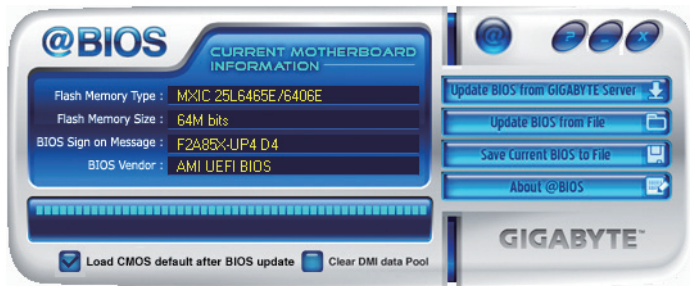 @BIOS
CURRENT MOTHERBOARD
INFORMATION
Flash Memory Type : MXIC 25L6465E/6406E
Flash Memory Size : 64M bits
BIOS Sign on Message : F2A85X-UP4 D4
BIOS Vendor : AMI UEFI BIOS
Load CMOS default after BIOS update
Clear DMI data Pool
@
? – X
Update BIOS from GIGABYTE Server
Update BIOS from File
Save Current BIOS to File
About @BIOS
GIGABYTE™